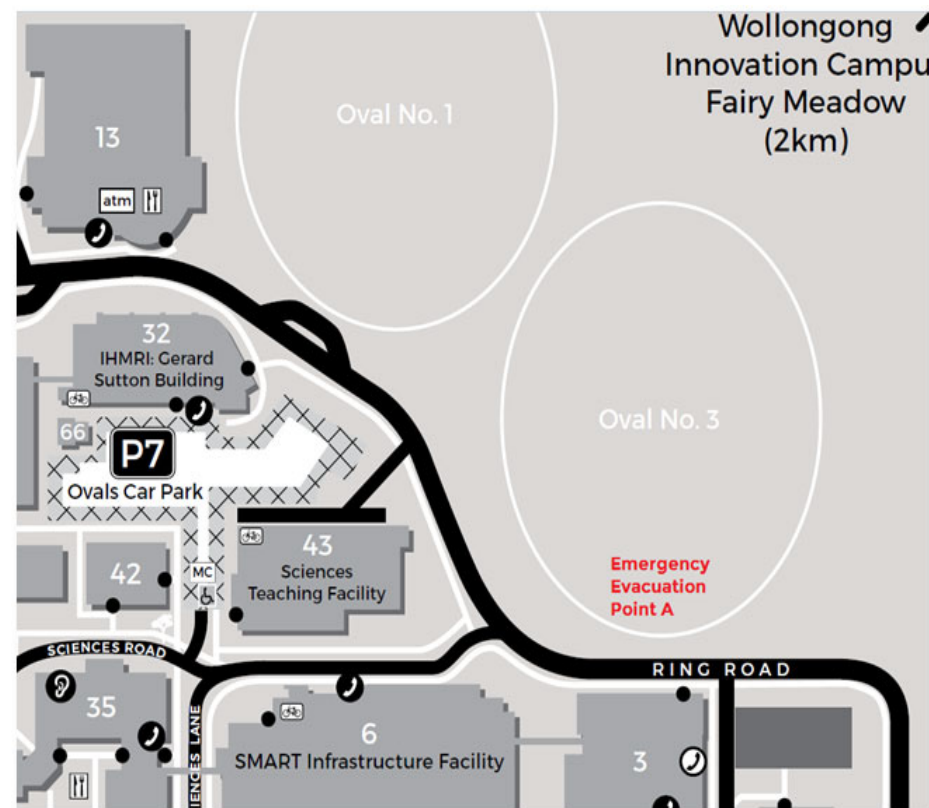 Wollongong
Innovation Campu
Fairy Meadow
(2km)
Oval No. 1
13
atm
32
IHMRI: Gerard
Sutton Building
Oval No. 3
66
P7
Ovals Car Park
43
Sciences
Teaching Facility
MC
42
Emergency
Evacuation
Point A
SCIENCES ROAD
RING ROAD
35
IENCES LANE
6
SMART Infrastructure Facility
3